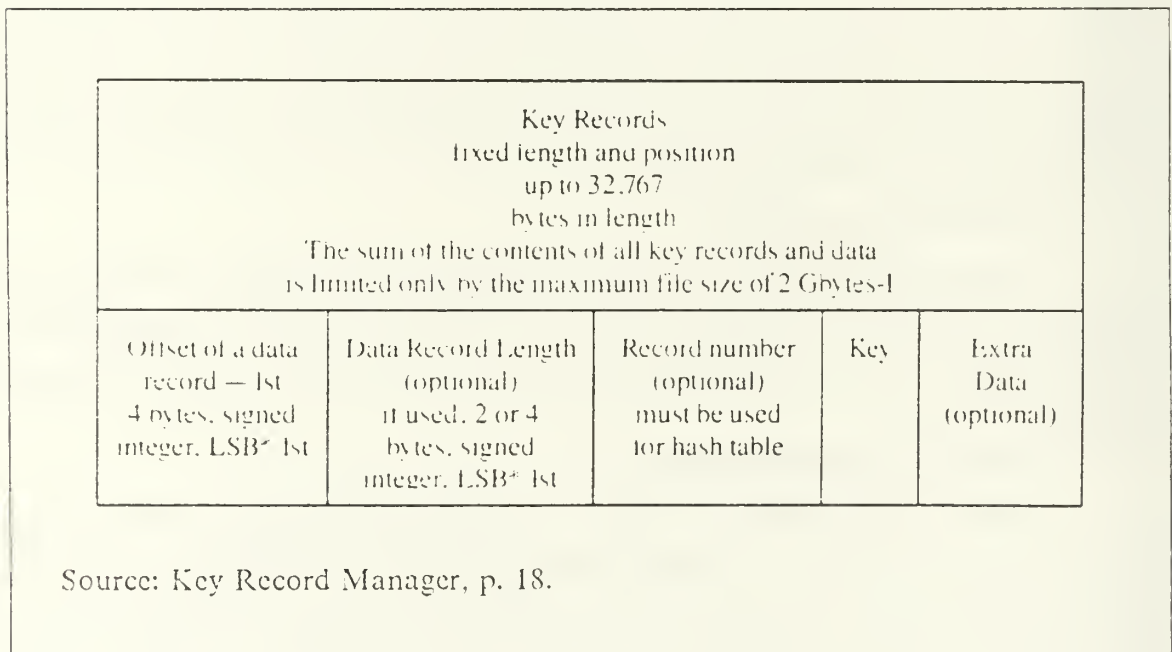 Key Records
fixed length and position
up to 32,767
bytes in length
The sum of the contents of all key records and data
is limited only by the maximum file size of 2 Gbytes-1
Offset of a data
record — 1st
4 bytes, signed
integer, LSB* 1st
Data Record Length
(optional)
if used, 2 or 4
bytes, signed
integer, LSB* 1st
Record number
(optional)
must be used
for hash table
Key
Extra
Data
(optional)
Source: Key Record Manager, p. 18.